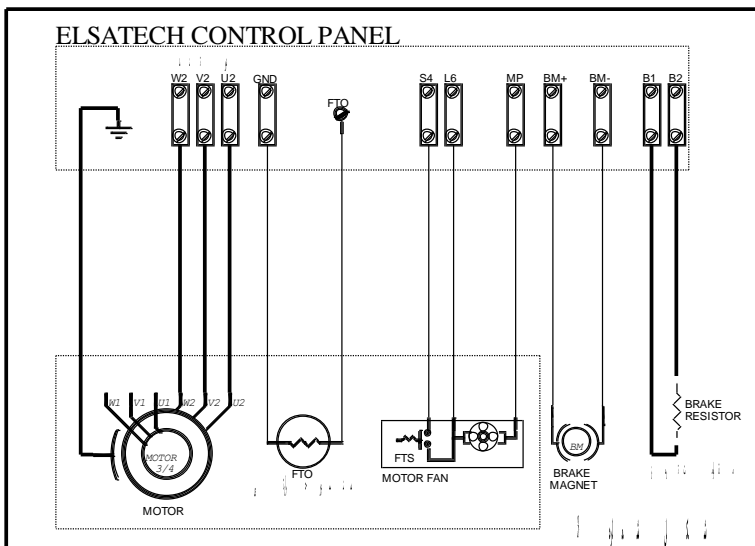 ELSATECH CONTROL PANEL
W2 V2 U2 GND FTO S4 L6 MP BM+ BM- B1 B2
W1 V1 U1 W2 V2 U2
MOTOR
3/4
MOTOR
FTO
FTS
MOTOR FAN
BM
BRAKE
MAGNET
BRAKE
RESISTOR